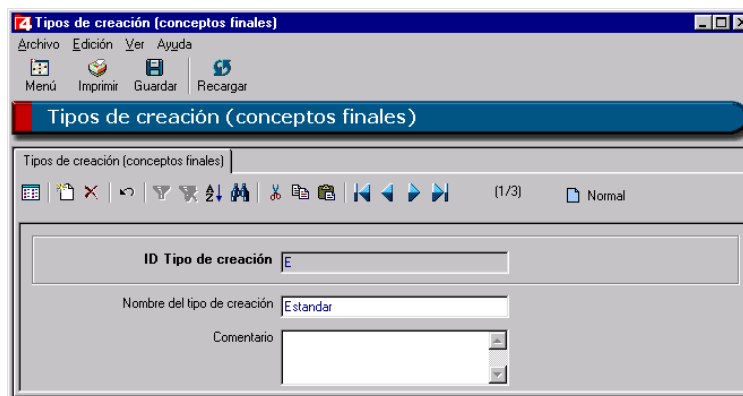 4 Tipos de creación (conceptos finales)
Archivo Edición Ver Ayuda
Menú Imprimir Guardar Recargar
Tipos de creación (conceptos finales)
Tipos de creación (conceptos finales)
(1/3) Normal
ID Tipo de creación E
Nombre del tipo de creación Estandar
Comentario